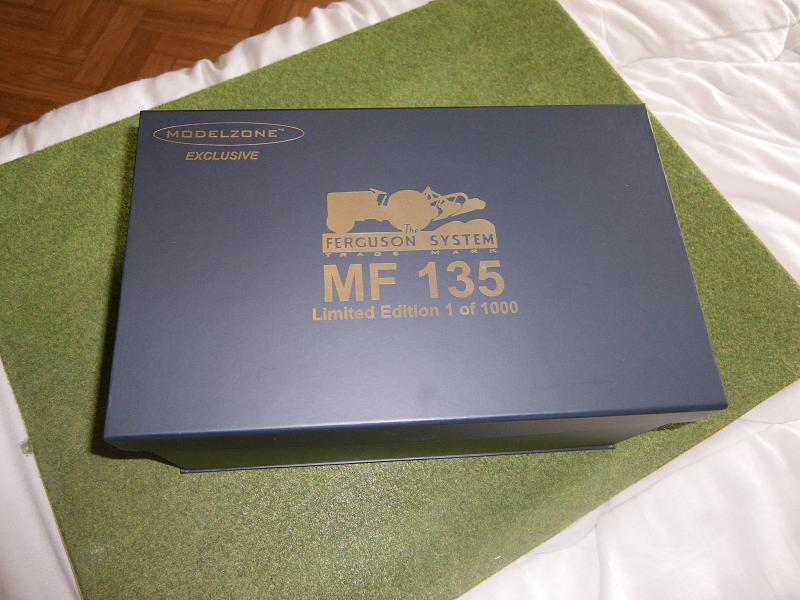 MODELZONE™
EXCLUSIVE
The
FERGUSON SYSTEM
TRADE MARK
MF 135
Limited Edition 1 of 1000